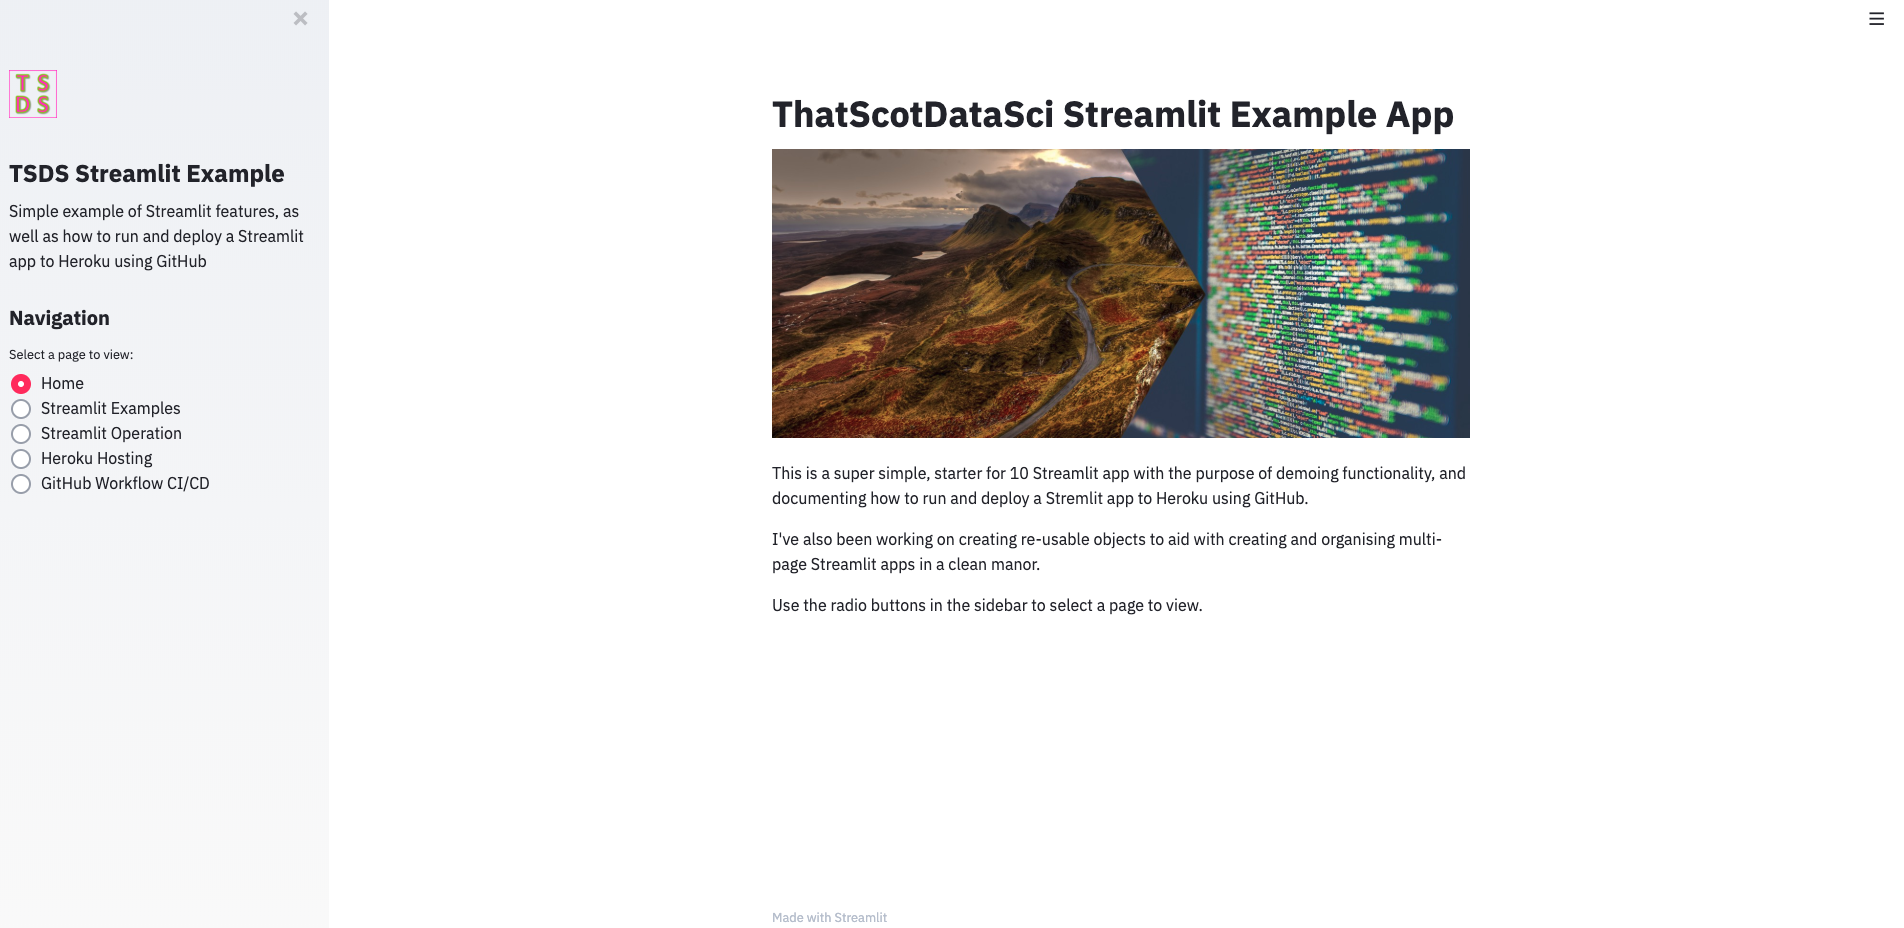 T S
D S
TSDS Streamlit Example
Simple example of Streamlit features, as
well as how to run and deploy a Streamlit
app to Heroku using GitHub
Navigation
Select a page to view:
Home
Streamlit Examples
Streamlit Operation
Heroku Hosting
GitHub Workflow CI/CD
ThatScotDataSci Streamlit Example App
This is a super simple, starter for 10 Streamlit app with the purpose of demoing functionality, and
documenting how to run and deploy a Stremlit app to Heroku using GitHub.
I've also been working on creating re-usable objects to aid with creating and organising multi-
page Streamlit apps in a clean manor.
Use the radio buttons in the sidebar to select a page to view.
Made with Streamlit